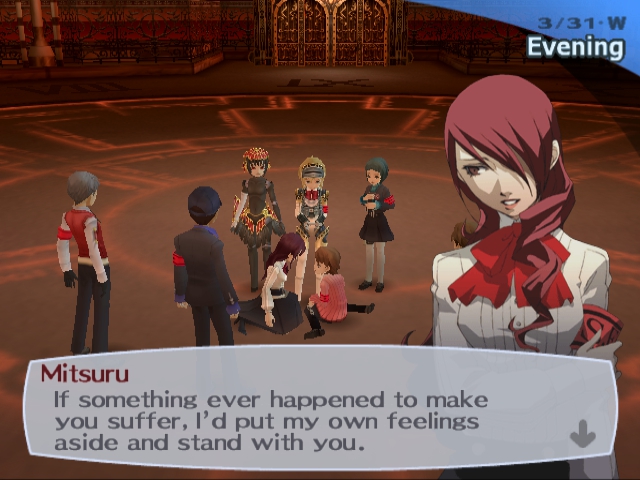 3/31・W
Evening
Mitsuru
If something ever happened to make
you suffer, I'd put my own feelings
aside and stand with you.